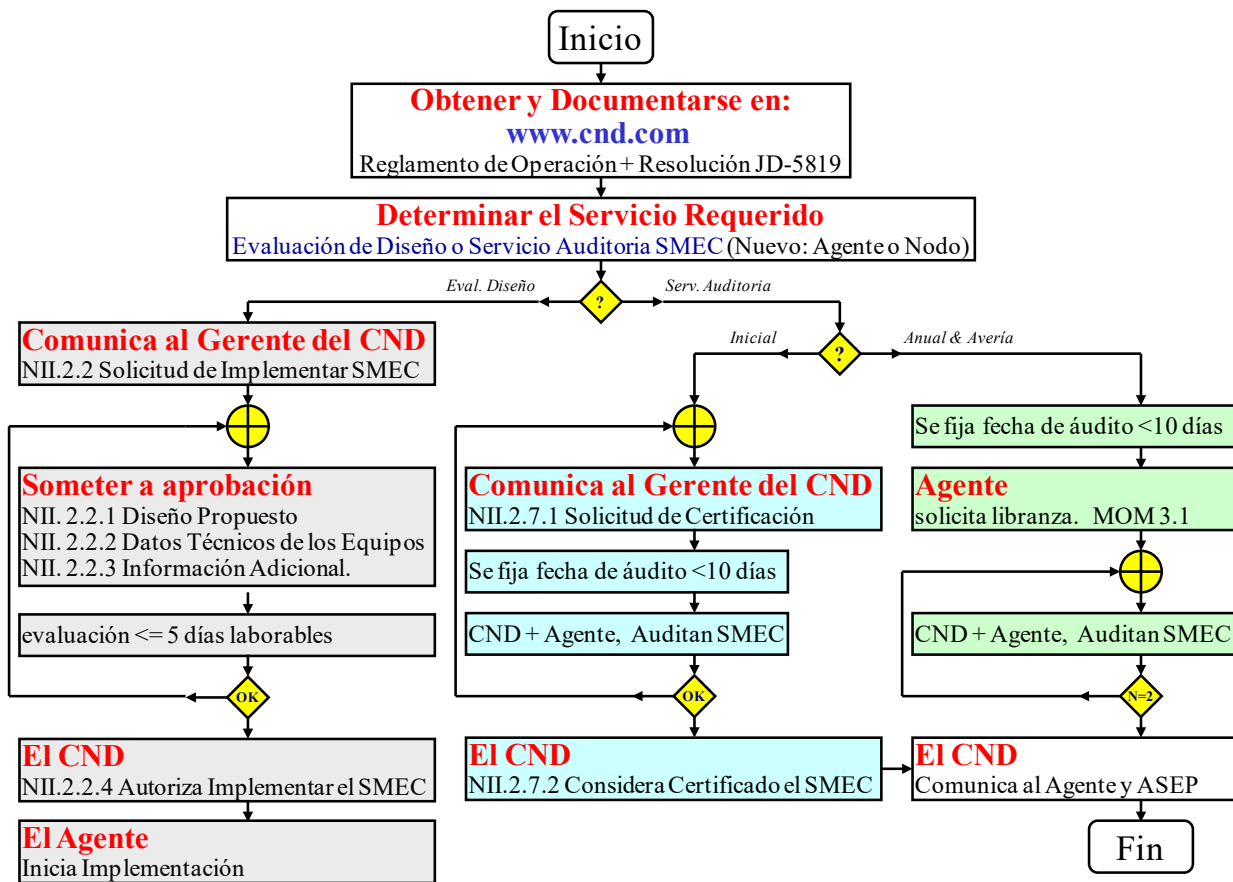 Inicio
Obtener y Documentarse en:
www.cnd.com
Reglamento de Operación + Resolución JD-5819
Determinar el Servicio Requerido
Evaluación de Diseño o Servicio Auditoria SMEC (Nuevo: Agente o Nodo)
Eval. Diseño
?
Serv. Auditoria
Comunica al Gerente del CND
NII.2.2 Solicitud de Implementar SMEC
Someter a aprobación
NII. 2.2.1 Diseño Propuesto
NII. 2.2.2 Datos Técnicos de los Equipos
NII. 2.2.3 Información Adicional.
evaluación <= 5 días laborables
OK
El CND
NII.2.2.4 Autoriza Implementar el SMEC
El Agente
Inicia Implementación
Inicial
?
Anual & Avería
Comunica al Gerente del CND
NII.2.7.1 Solicitud de Certificación
Se fija fecha de áudito <10 días
CND + Agente, Auditan SMEC
OK
El CND
NII.2.7.2 Considera Certificado el SMEC
Se fija fecha de áudito <10 días
Agente
solicita libranza. MOM 3.1
CND + Agente, Auditan SMEC
N=2
El CND
Comunica al Agente y ASEP
Fin